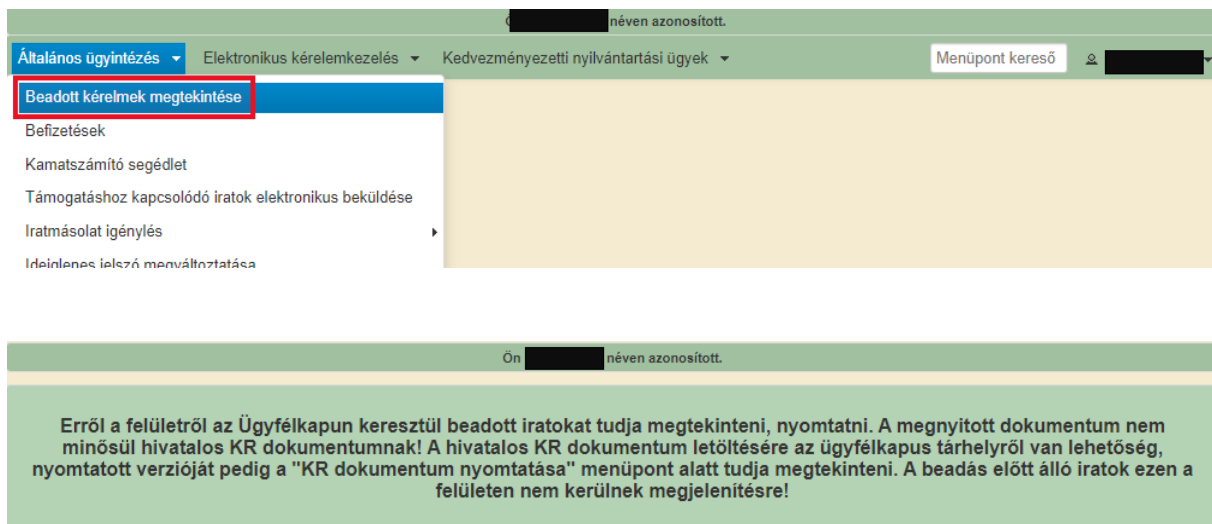 néven azonosított.
Általános ügyintézés Elektronikus kérelemkezelés Kedvezményezetti nyilvántartási ügyek Menüpont kereső
Beadott kérelmek megtekintése
Befizetések
Kamatszámító segédlet
Támogatáshoz kapcsolódó iratok elektronikus beküldése
Iratmásolat igénylés
Ideiglenes jelszó megváltoztatása
Ön néven azonosított.
Erről a felületről az Ügyfélkapun keresztül beadott iratokat tudja megtekinteni, nyomtatni. A megnyitott dokumentum nem
minősül hivatalos KR dokumentumnak! A hivatalos KR dokumentum letöltésére az ügyfélkapus tárhelyről van lehetőség,
nyomtatott verzióját pedig a "KR dokumentum nyomtatása" menüpont alatt tudja megtekinteni. A beadás előtt álló iratok ezen a
felületen nem kerülnek megjelenítésre!